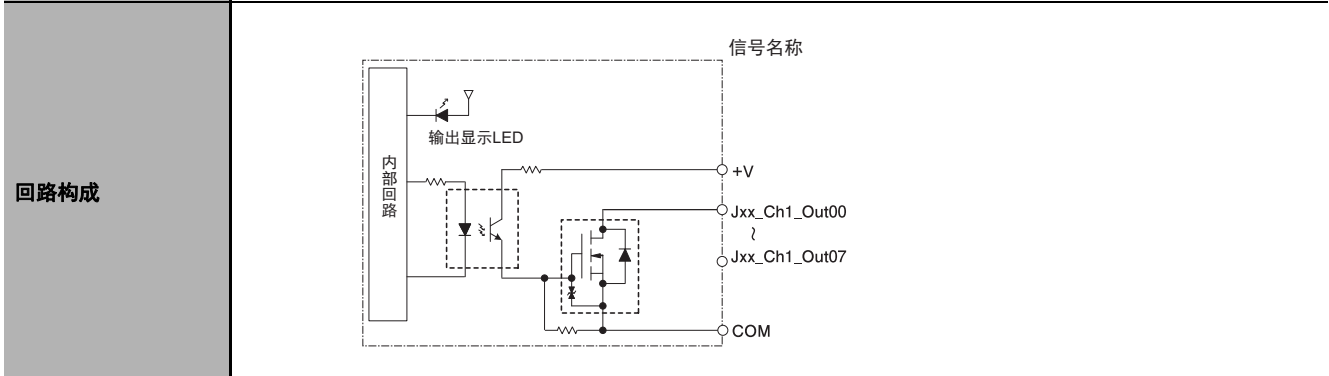 回路构成
信号名称
输出显示LED
内部回路
+V
Jxx_Ch1_Out00
~
Jxx_Ch1_Out07
COM